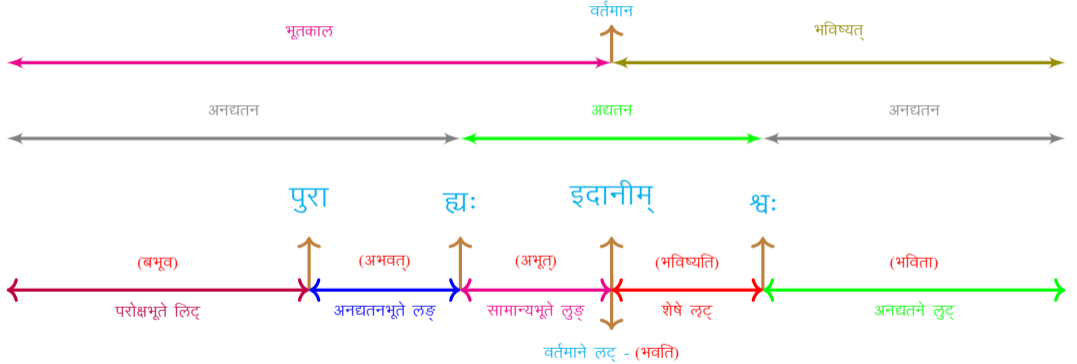 वर्तमान
भूतकाल भविष्यत्
अनद्यतन अद्यतन अनद्यतन
पुरा ह्यः इदानीम् श्वः
(बभूव) (अभवत्) (अभूत्) (भविष्यति) (भविता)
परोक्षभूते लिट् अनद्यतनभूते लङ् सामान्यभूते लुङ् शेषे लृट् अनद्यतने लुट्
वर्तमाने लट् - (भवति)